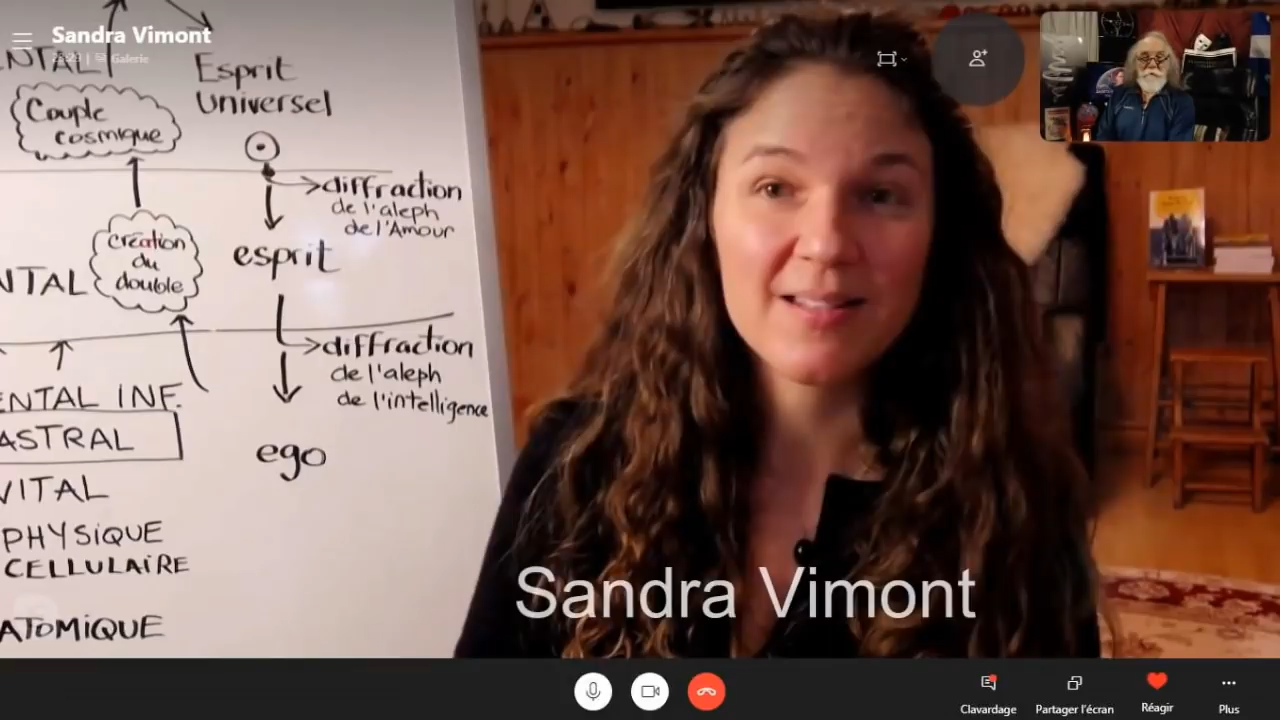 Sandra Vimont
Galerie
ENTAL
Esprit
Universel
Couple
cosmique
diffraction
de l'aleph
de l'Amour
création
du
double
esprit
NTAL
diffraction
de l'aleph
de l'intelligence
ENTAL INF.
ASTRAL
ego
VITAL
PHYSIQUE
CELLULAIRE
ATOMIQUE
Sandra Vimont
Clavardage
Partager l'écran
Réagir
Plus